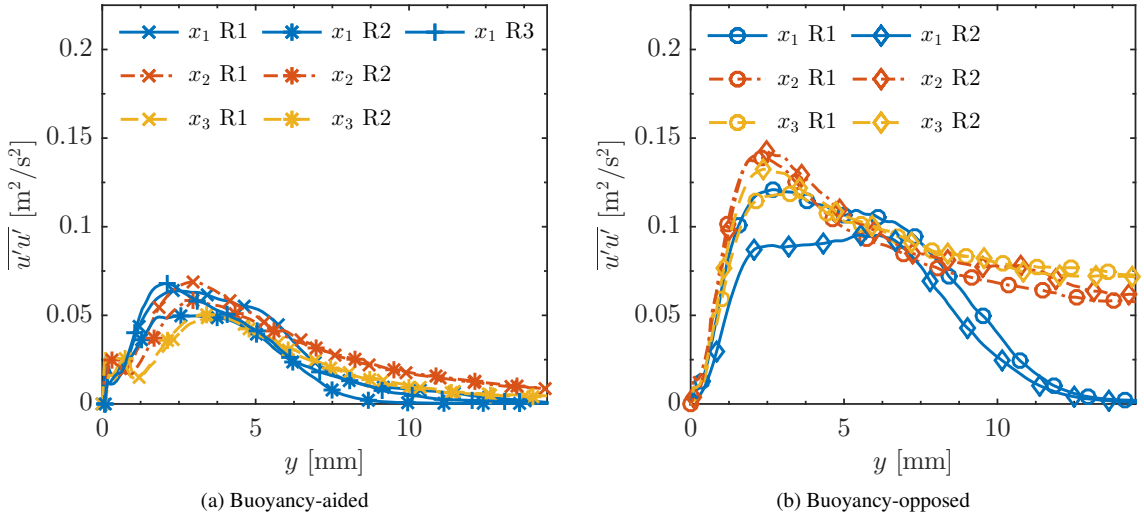 0.2
0.15
0.1
0.05
0
x₁ R1 x₁ R2 x₁ R3
x₂ R1 x₂ R2
x₃ R1 x₃ R2
u'u' [m²/s²]
0 5 10
y [mm]
(a) Buoyancy-aided
0.2
0.15
0.1
0.05
0
x₁ R1 x₁ R2
x₂ R1 x₂ R2
x₃ R1 x₃ R2
u'u' [m²/s²]
0 5 10
y [mm]
(b) Buoyancy-opposed